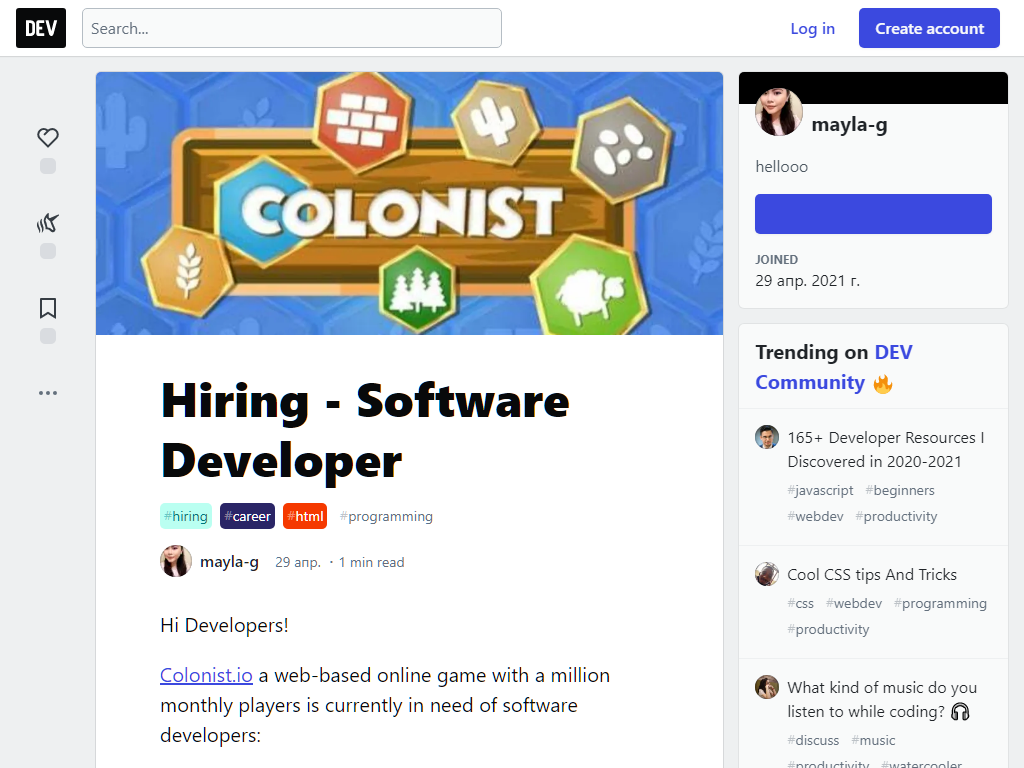 DEV
Search...
Log in
Create account
COLONIST
Hiring - Software
Developer
#hiring #career #html #programming
mayla-g 29 апр. · 1 min read
Hi Developers!
Colonist.io a web-based online game with a million
monthly players is currently in need of software
developers:
mayla-g
hellooo
JOINED
29 апр. 2021 г.
Trending on DEV
Community 🔥
165+ Developer Resources I
Discovered in 2020-2021
#javascript #beginners
#webdev #productivity
Cool CSS tips And Tricks
#css #webdev #programming
#productivity
What kind of music do you
listen to while coding? 🎧
#discuss #music
#productivity #watercooler